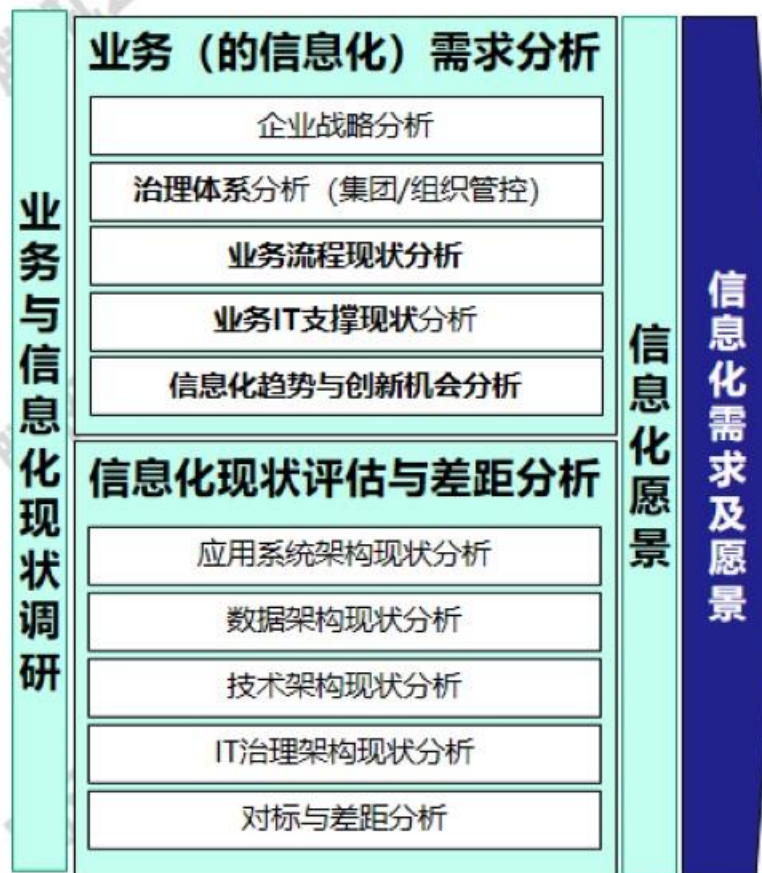 业务与信息化现状调研
业务（的信息化）需求分析
企业战略分析
治理体系分析（集团/组织管控）
业务流程现状分析
业务IT支撑现状分析
信息化趋势与创新机会分析
信息化现状评估与差距分析
应用系统架构现状分析
数据架构现状分析
技术架构现状分析
IT治理架构现状分析
对标与差距分析
信息化愿景
信息化需求及愿景